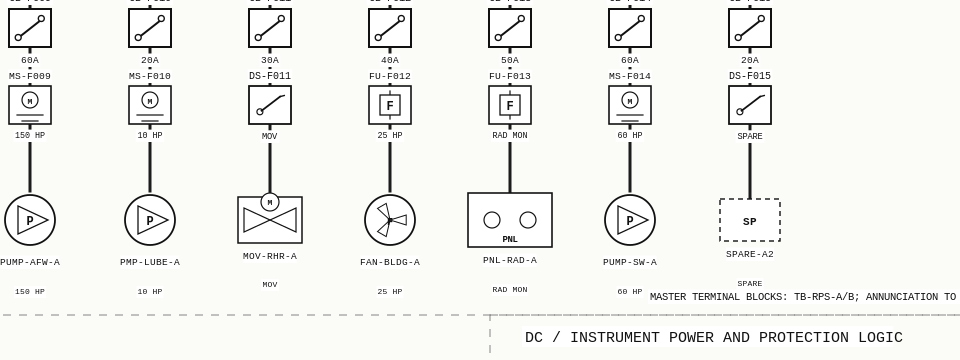 60A 20A 30A 40A 50A 60A 20A
MS-F009 MS-F010 DS-F011 FU-F012 FU-F013 MS-F014 DS-F015
M M F F M
150 HP 10 HP MOV 25 HP RAD MON 60 HP SPARE
M
P P P SP
PNL
PUMP-AFW-A PMP-LUBE-A MOV-RHR-A FAN-BLDG-A PNL-RAD-A PUMP-SW-A SPARE-A2
150 HP 10 HP MOV 25 HP RAD MON 60 HP SPARE
MASTER TERMINAL BLOCKS: TB-RPS-A/B; ANNUNCIATION TO
DC / INSTRUMENT POWER AND PROTECTION LOGIC